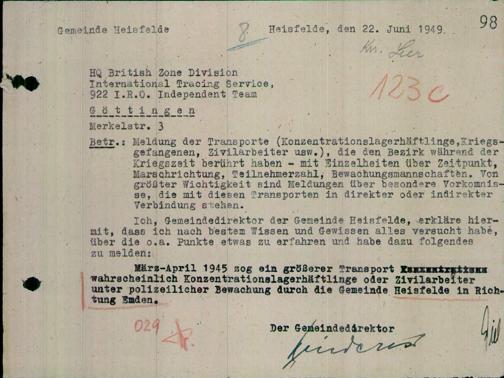 98
Gemeinde Heisfelde 8 Heisfelde, den 22. Juni 1949.
Kr. Leer
HQ British Zone Division
International Tracing Service,
922 I.R.O. Independent Team
123 c
Göttingen
Merkelstr. 3
Betr.: Meldung der Transporte (Konzentrationslagerhäftlinge, Kriegs-
gefangenen, Zivilarbeiter usw.), die den Bezirk während der
Kriegszeit berührt haben - mit Einzelheiten über Zeitpunkt,
Marschrichtung, Teilnehmerzahl, Bewachungsmannschaften. Von
größter Wichtigkeit sind Meldungen über besondere Vorkomnis-
se, die mit diesen Transporten in direkter oder indirekter
Verbindung stehen.
Ich, Gemeindedirektor der Gemeinde Heisfelde, erkläre hier-
mit, dass ich nach bestem Wissen und Gewissen alles versucht habe,
über die o.a. Punkte etwas zu erfahren und habe dazu folgendes
zu melden:
März-April 1945 zog ein größerer Transport
wahrscheinlich Konzentrationslagerhäftlinge oder Zivilarbeiter
unter polizeilicher Bewachung durch die Gemeinde Heisfelde in Rich-
tung Emden.
029
Der Gemeindedirektor